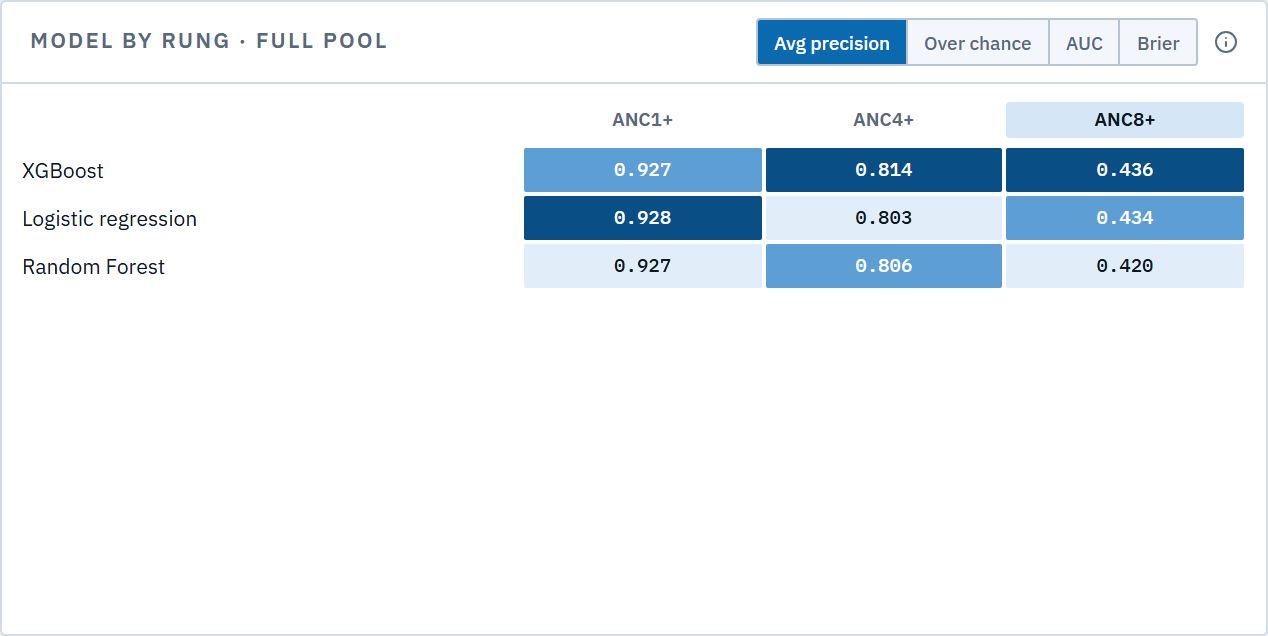 MODEL BY RUNG · FULL POOL
Avg precision Over chance AUC Brier
ANC1+ ANC4+ ANC8+
XGBoost 0.927 0.814 0.436
Logistic regression 0.928 0.803 0.434
Random Forest 0.927 0.806 0.420